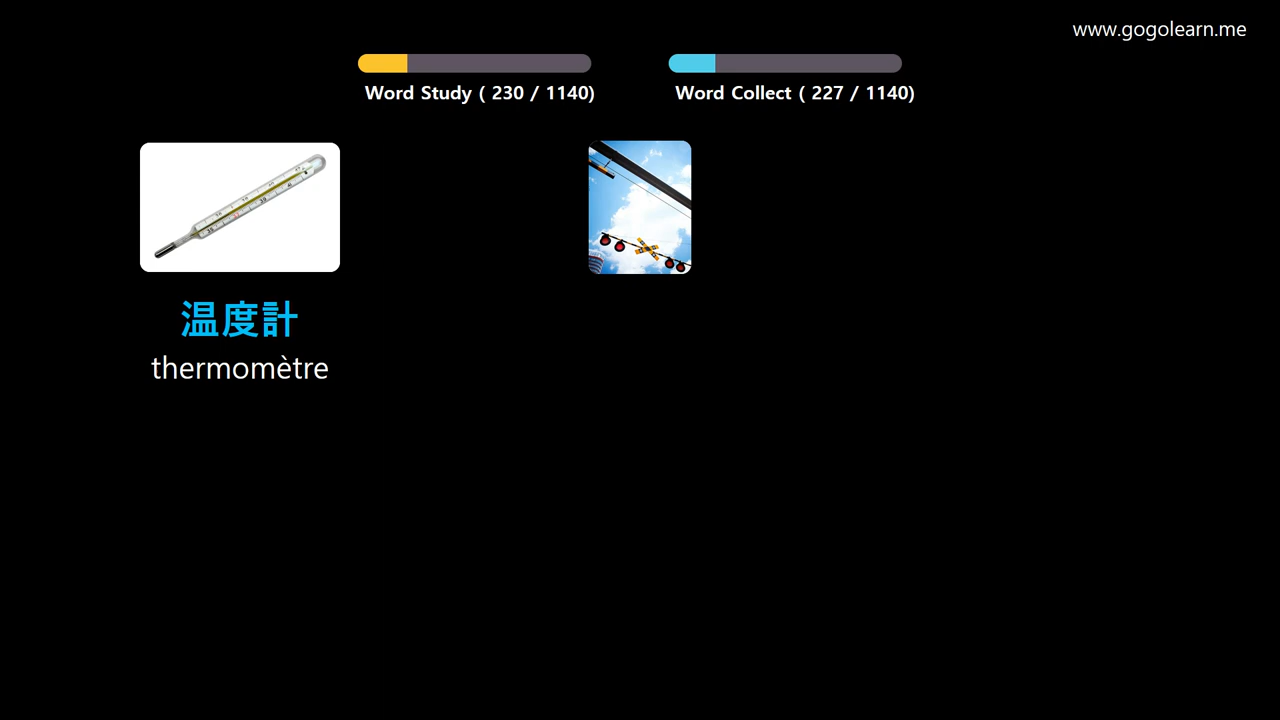 www.gogolearn.me
Word Study ( 230 / 1140)
Word Collect ( 227 / 1140)
温度計
thermomètre